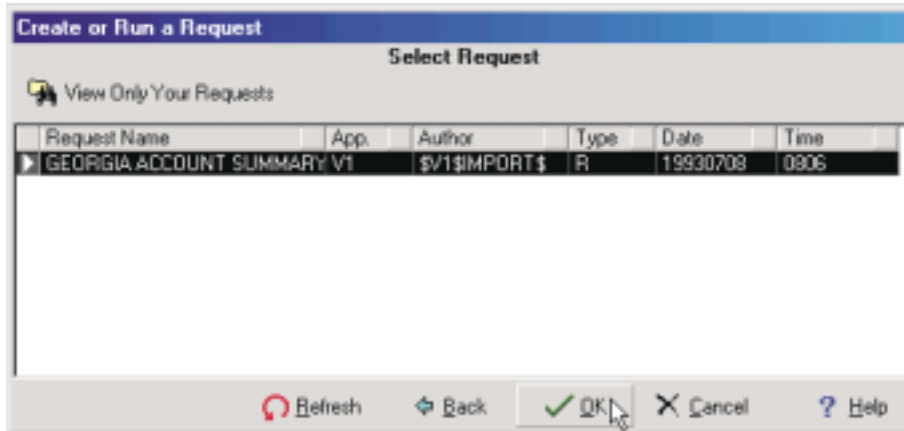 Create or Run a Request
Select Request
View Only Your Requests
Request Name App. Author Type Date Time
GEORGIA ACCOUNT SUMMARY V1 $V1$IMPORT$ R 19930708 0806
Refresh Back OK Cancel ? Help